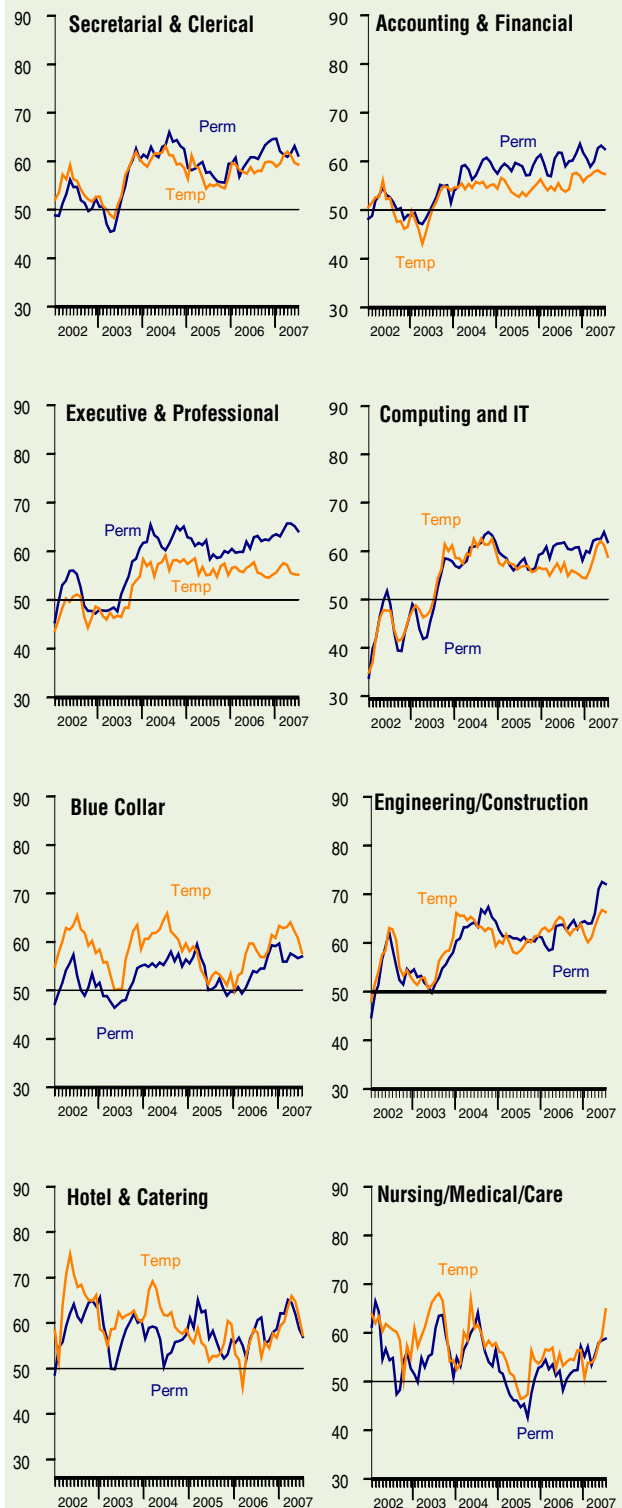 Secretarial & Clerical
90
80
70
60
50
40
30
Perm
Temp
2002 2003 2004 2005 2006 2007
Accounting & Financial
90
80
70
60
50
40
30
Perm
Temp
2002 2003 2004 2005 2006 2007
Executive & Professional
90
80
70
60
50
40
30
Perm
Temp
2002 2003 2004 2005 2006 2007
Computing and IT
90
80
70
60
50
40
30
Temp
Perm
2002 2003 2004 2005 2006 2007
Blue Collar
90
80
70
60
50
40
30
Temp
Perm
2002 2003 2004 2005 2006 2007
Engineering/Construction
90
80
70
60
50
40
30
Temp
Perm
2002 2003 2004 2005 2006 2007
Hotel & Catering
90
80
70
60
50
40
30
Temp
Perm
2002 2003 2004 2005 2006 2007
Nursing/Medical/Care
90
80
70
60
50
40
30
Temp
Perm
2002 2003 2004 2005 2006 2007